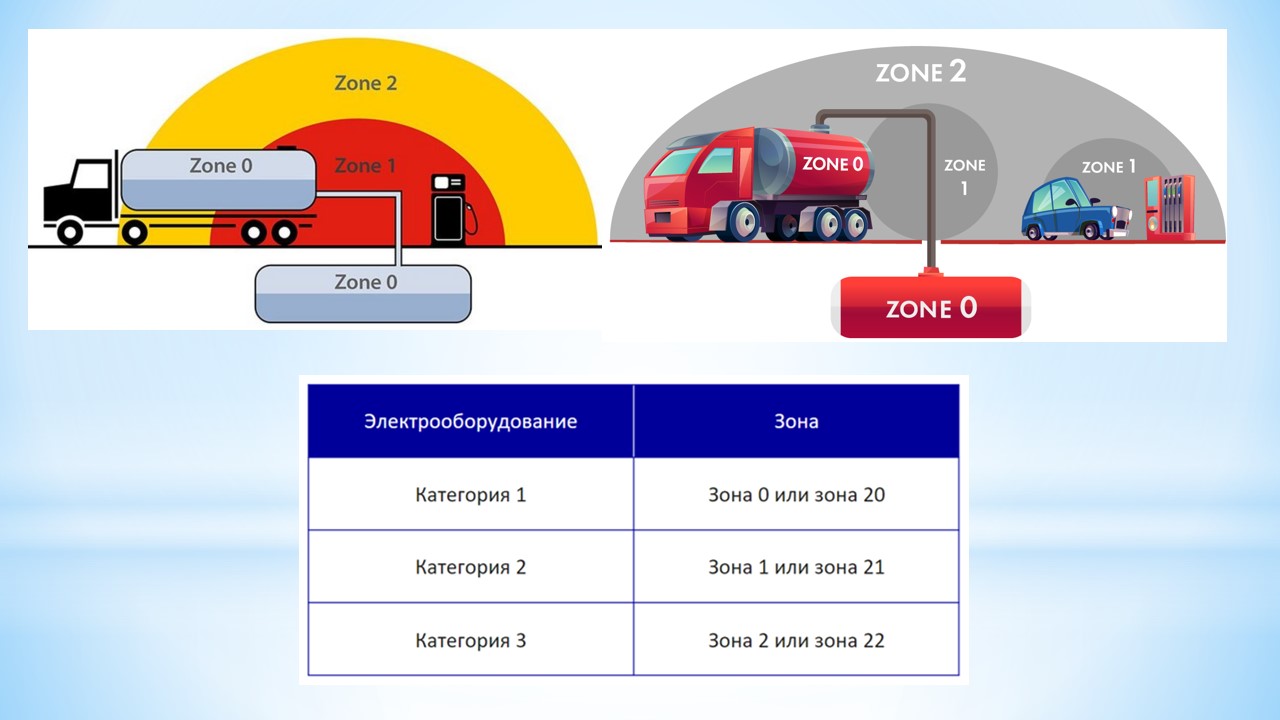 Zone 2
Zone 0
Zone 1
Zone 0
ZONE 2
ZONE 0
ZONE
1
ZONE 1
ZONE 0
Электрооборудование
Зона
Категория 1
Зона 0 или зона 20
Категория 2
Зона 1 или зона 21
Категория 3
Зона 2 или зона 22